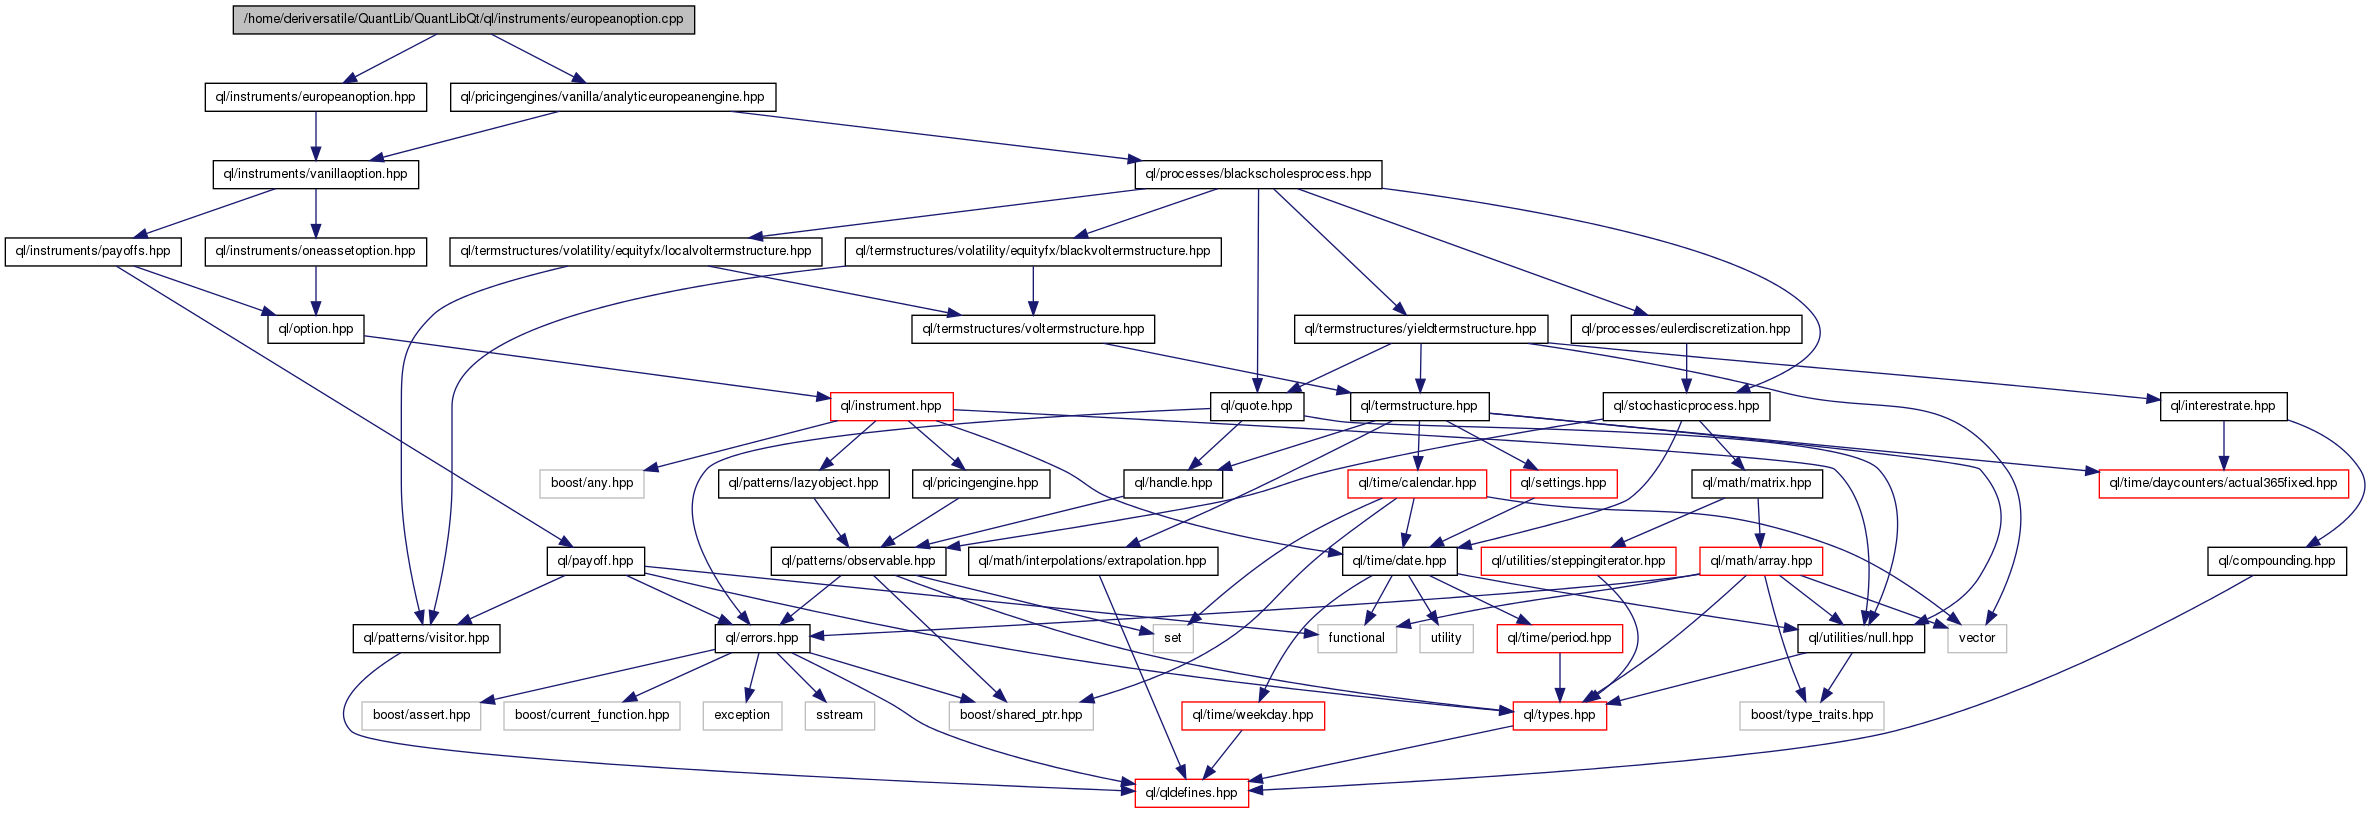 /home/deriversatile/QuantLib/QuantLibQt/ql/instruments/europeanoption.cpp
ql/instruments/europeanoption.hpp
ql/pricingengines/vanilla/analyticeuropeanengine.hpp
ql/instruments/vanillaoption.hpp
ql/processes/blackscholesprocess.hpp
ql/instruments/payoffs.hpp
ql/instruments/oneassetoption.hpp
ql/termstructures/volatility/equityfx/localvoltermstructure.hpp
ql/termstructures/volatility/equityfx/blackvoltermstructure.hpp
ql/option.hpp
ql/termstructures/voltermstructure.hpp
ql/termstructures/yieldtermstructure.hpp
ql/processes/eulerdiscretization.hpp
ql/instrument.hpp
ql/quote.hpp
ql/termstructure.hpp
ql/stochasticprocess.hpp
ql/interestrate.hpp
boost/any.hpp
ql/patterns/lazyobject.hpp
ql/pricingengine.hpp
ql/handle.hpp
ql/time/calendar.hpp
ql/settings.hpp
ql/math/matrix.hpp
ql/time/daycounters/actual365fixed.hpp
ql/payoff.hpp
ql/patterns/observable.hpp
ql/math/interpolations/extrapolation.hpp
ql/time/date.hpp
ql/utilities/steppingiterator.hpp
ql/math/array.hpp
ql/compounding.hpp
ql/patterns/visitor.hpp
ql/errors.hpp
set
functional
utility
ql/time/period.hpp
ql/utilities/null.hpp
vector
boost/assert.hpp
boost/current_function.hpp
exception
sstream
boost/shared_ptr.hpp
ql/time/weekday.hpp
ql/types.hpp
boost/type_traits.hpp
ql/qldefines.hpp